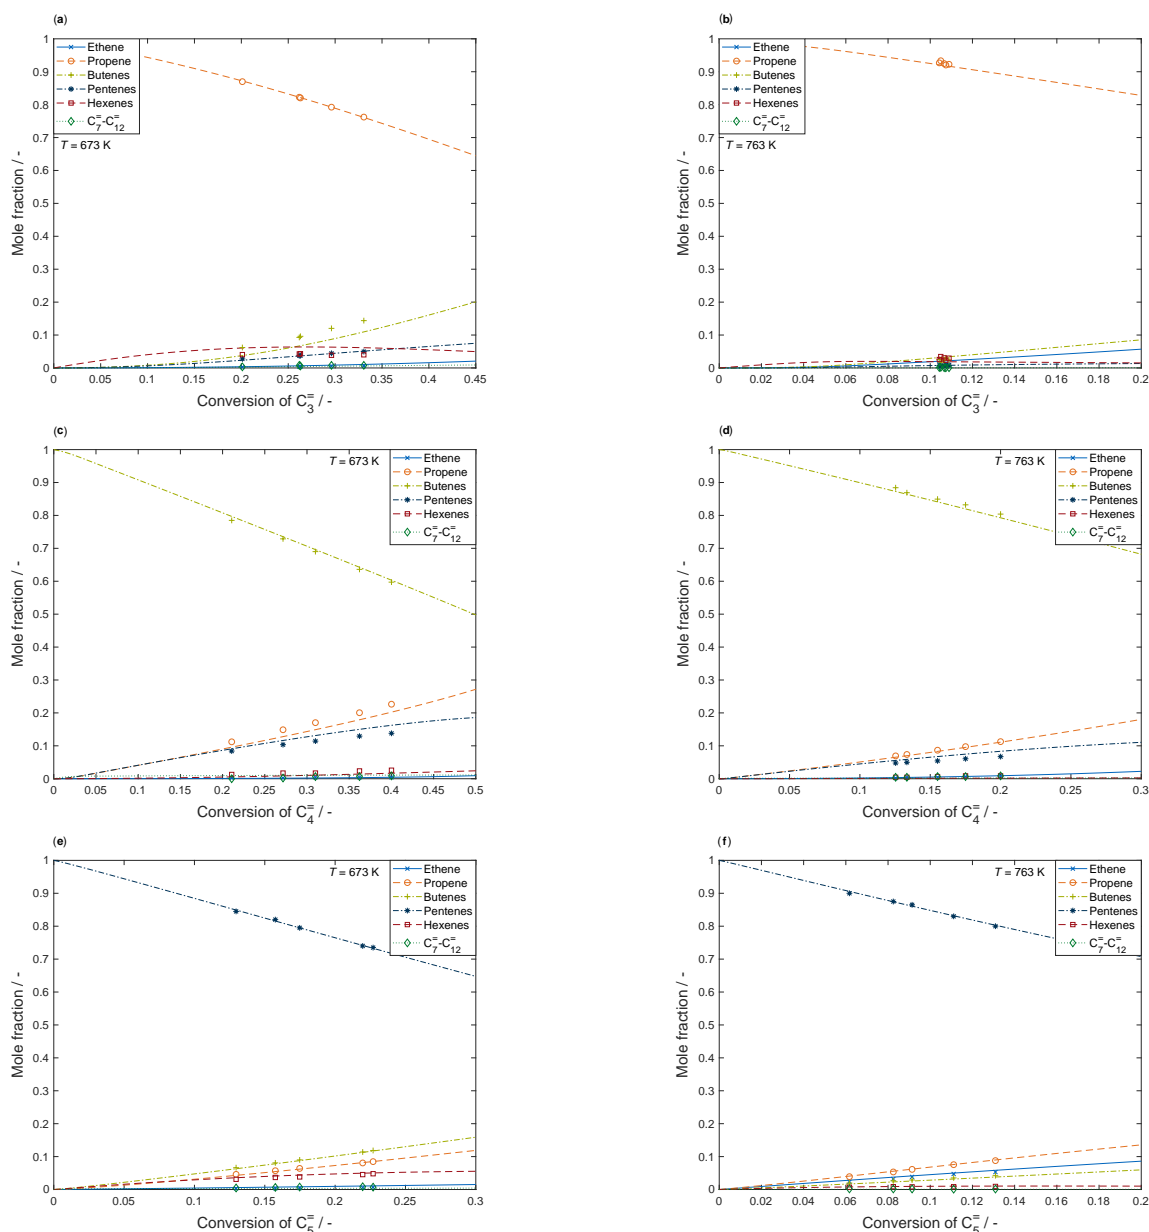 (a)
Mole fraction / -
1
0.9
0.8
0.7
0.6
0.5
0.4
0.3
0.2
0.1
0
Ethene
Propene
Butenes
Pentenes
Hexenes
C₇⁼-C₁₂⁼
T = 673 K
0 0.05 0.1 0.15 0.2 0.25 0.3 0.35 0.4 0.45
Conversion of C₃⁼ / -
(b)
Mole fraction / -
1
0.9
0.8
0.7
0.6
0.5
0.4
0.3
0.2
0.1
0
Ethene
Propene
Butenes
Pentenes
Hexenes
C₇⁼-C₁₂⁼
T = 763 K
0 0.02 0.04 0.06 0.08 0.1 0.12 0.14 0.16 0.18 0.2
Conversion of C₃⁼ / -
(c)
Mole fraction / -
1
0.9
0.8
0.7
0.6
0.5
0.4
0.3
0.2
0.1
0
T = 673 K
Ethene
Propene
Butenes
Pentenes
Hexenes
C₇⁼-C₁₂⁼
0 0.05 0.1 0.15 0.2 0.25 0.3 0.35 0.4 0.45 0.5
Conversion of C₄⁼ / -
(d)
Mole fraction / -
1
0.9
0.8
0.7
0.6
0.5
0.4
0.3
0.2
0.1
0
T = 763 K
Ethene
Propene
Butenes
Pentenes
Hexenes
C₇⁼-C₁₂⁼
0 0.05 0.1 0.15 0.2 0.25 0.3
Conversion of C₄⁼ / -
(e)
Mole fraction / -
1
0.9
0.8
0.7
0.6
0.5
0.4
0.3
0.2
0.1
0
T = 673 K
Ethene
Propene
Butenes
Pentenes
Hexenes
C₇⁼-C₁₂⁼
0 0.05 0.1 0.15 0.2 0.25 0.3
Conversion of C₅⁼ / -
(f)
Mole fraction / -
1
0.9
0.8
0.7
0.6
0.5
0.4
0.3
0.2
0.1
0
T = 763 K
Ethene
Propene
Butenes
Pentenes
Hexenes
C₇⁼-C₁₂⁼
0 0.02 0.04 0.06 0.08 0.1 0.12 0.14 0.16 0.18 0.2
Conversion of C₅⁼ / -